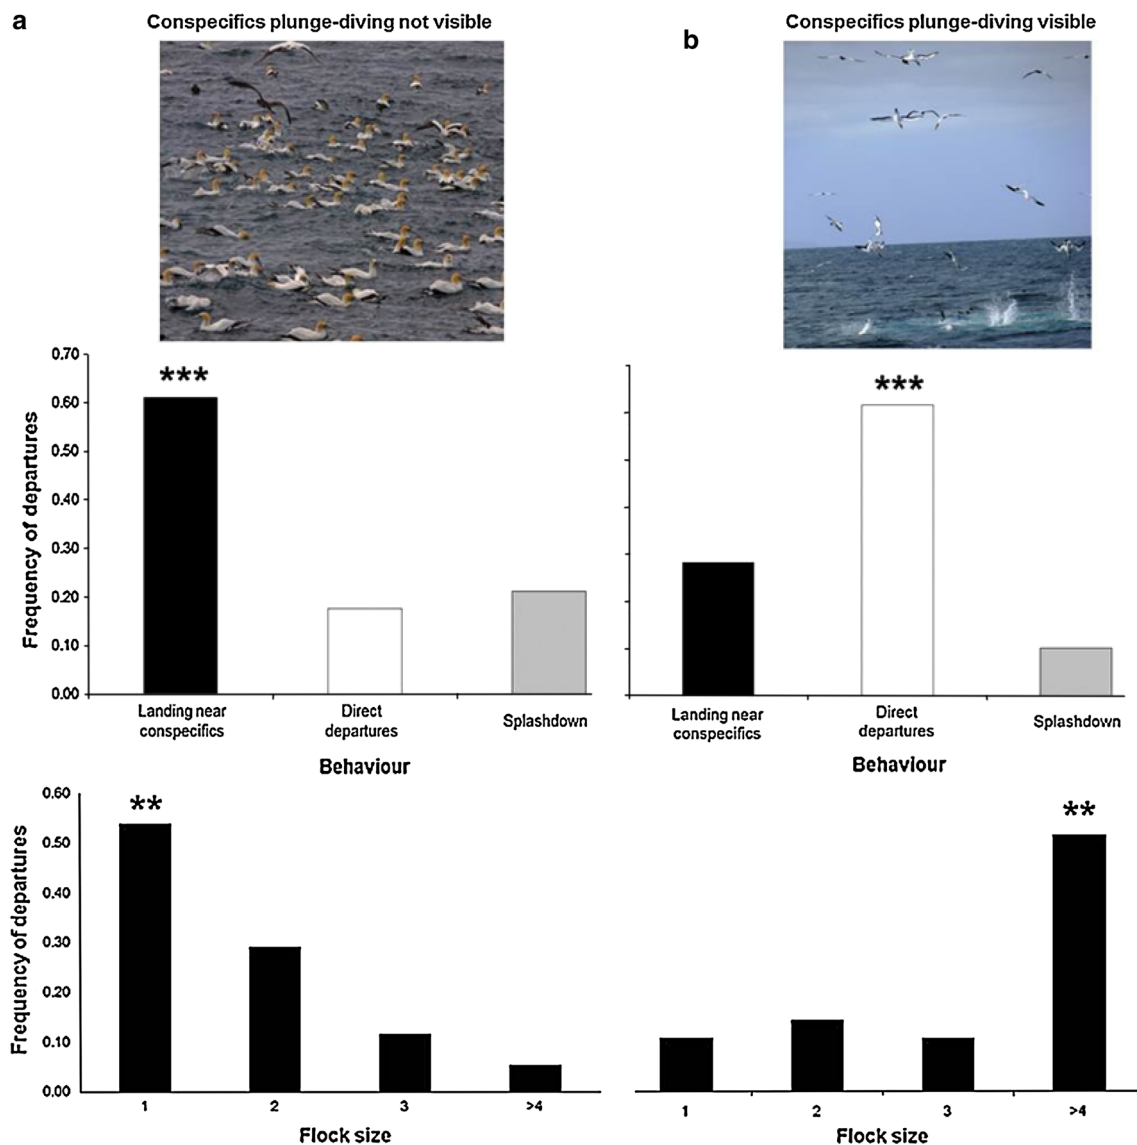 a
Conspecifics plunge-diving not visible
b
Conspecifics plunge-diving visible
Frequency of departures
0.70
0.60
0.50
0.40
0.30
0.20
0.10
0.00
***
Landing near
conspecifics
Direct
departures
Splashdown
Behaviour
***
Landing near
conspecifics
Direct
departures
Splashdown
Behaviour
Frequency of departures
0.60
0.50
0.40
0.30
0.20
0.10
0.00
**
1
2
3
>4
Flock size
**
1
2
3
>4
Flock size